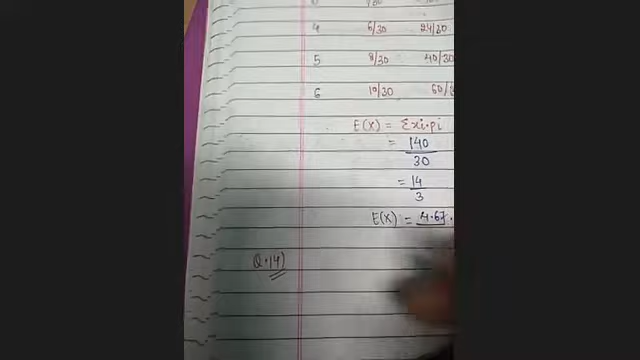 4 6/30 24/30
5 8/30 40/30
6 10/30 60/
E(X) = Σxi·pi
= 140/30
= 14/3
E(X) = 4.67.
Q.14)